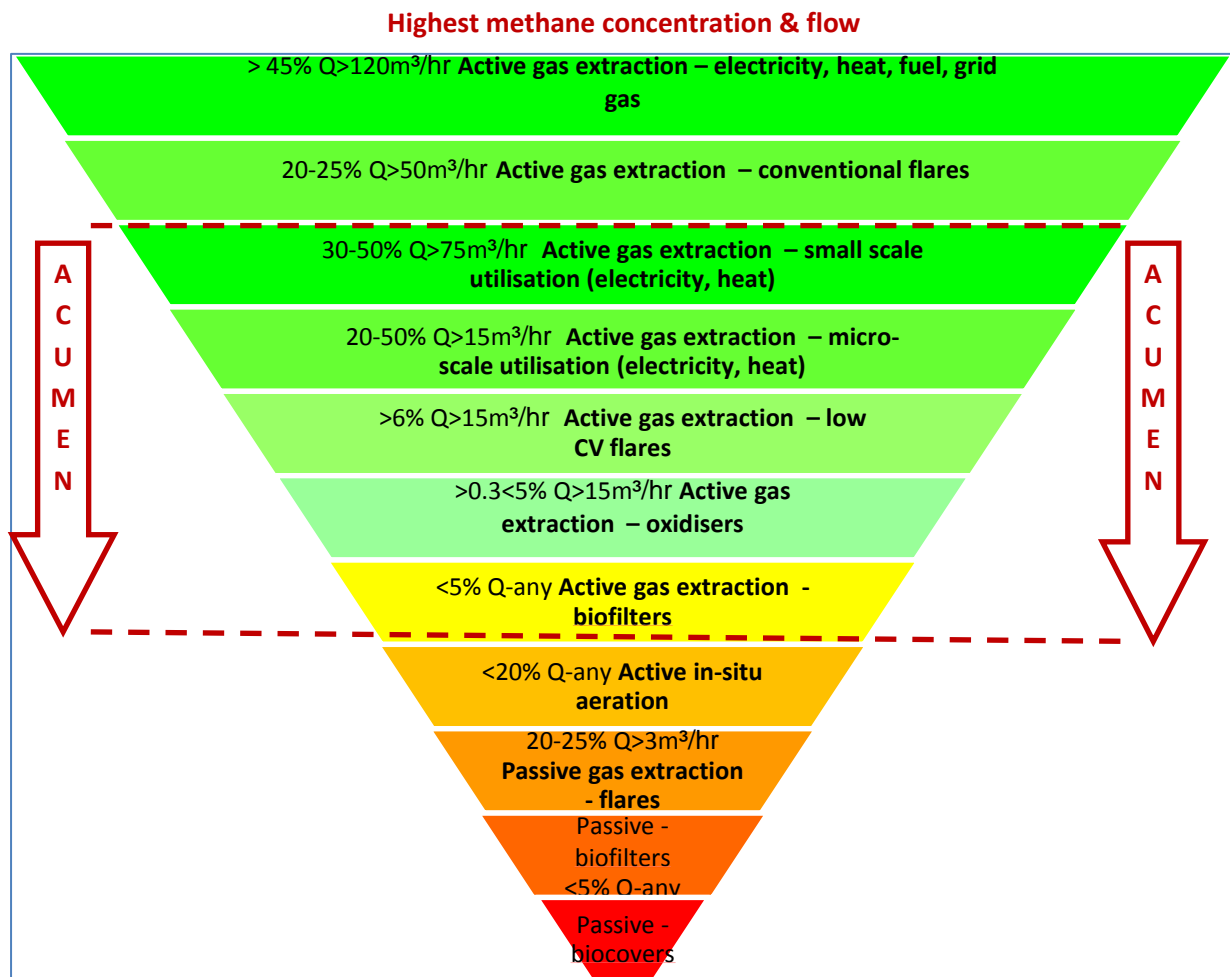 Highest methane concentration & flow
> 45% Q>120m³/hr Active gas extraction – electricity, heat, fuel, grid
gas
20-25% Q>50m³/hr Active gas extraction – conventional flares
30-50% Q>75m³/hr Active gas extraction – small scale
utilisation (electricity, heat)
20-50% Q>15m³/hr Active gas extraction – micro-
scale utilisation (electricity, heat)
>6% Q>15m³/hr Active gas extraction – low
CV flares
>0.3<5% Q>15m³/hr Active gas
extraction – oxidisers
<5% Q-any Active gas extraction -
biofilters
<20% Q-any Active in-situ
aeration
20-25% Q>3m³/hr
Passive gas extraction
- flares
Passive -
biofilters
<5% Q-any
Passive -
biocovers
A
C
U
M
E
N
A
C
U
M
E
N